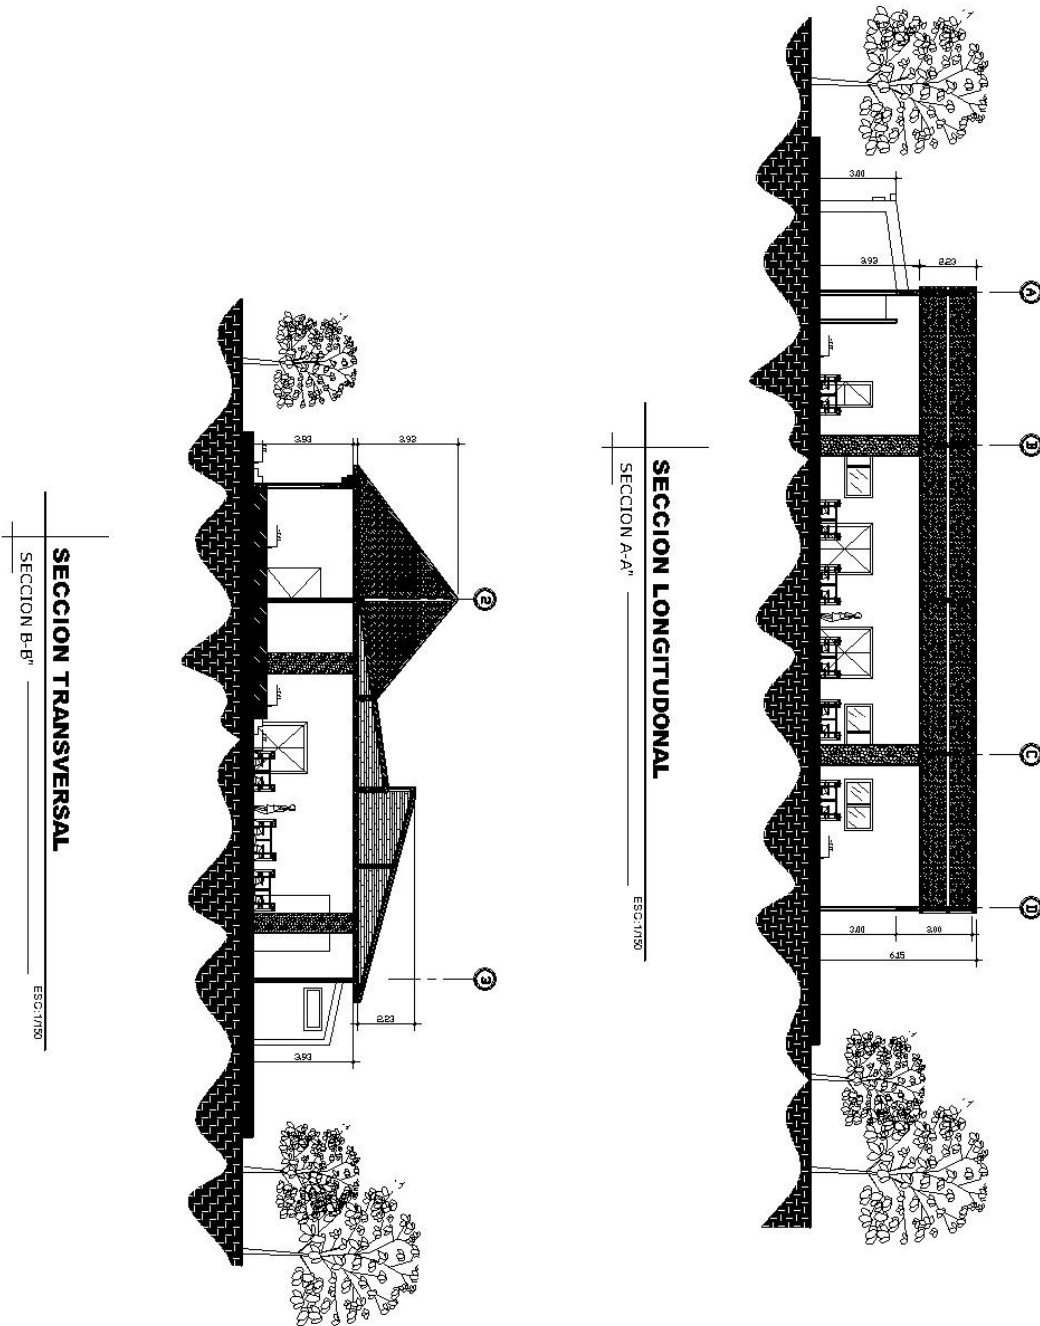 A
B
C
D
3.00
3.93
2.23
3.00
3.00
6.15
SECCION LONGITUDONAL
SECCION A-A"
ESC:1/150
2
3
3.93
3.93
2.23
3.93
SECCION TRANSVERSAL
SECCION B-B"
ESC:1/150